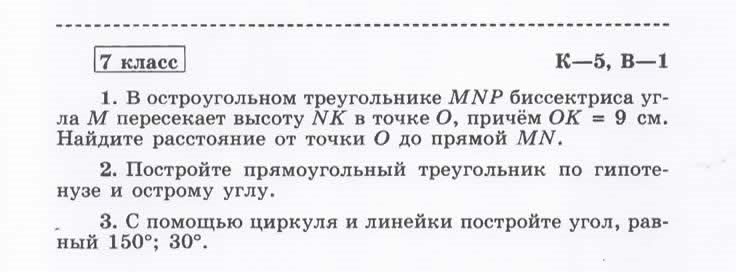 7 класс
К—5, В—1
1. В остроугольном треугольнике MNP биссектриса уг-
ла M пересекает высоту NK в точке O, причём OK = 9 см.
Найдите расстояние от точки O до прямой MN.
2. Постройте прямоугольный треугольник по гипоте-
нузе и острому углу.
3. С помощью циркуля и линейки постройте угол, рав-
ный 150°; 30°.